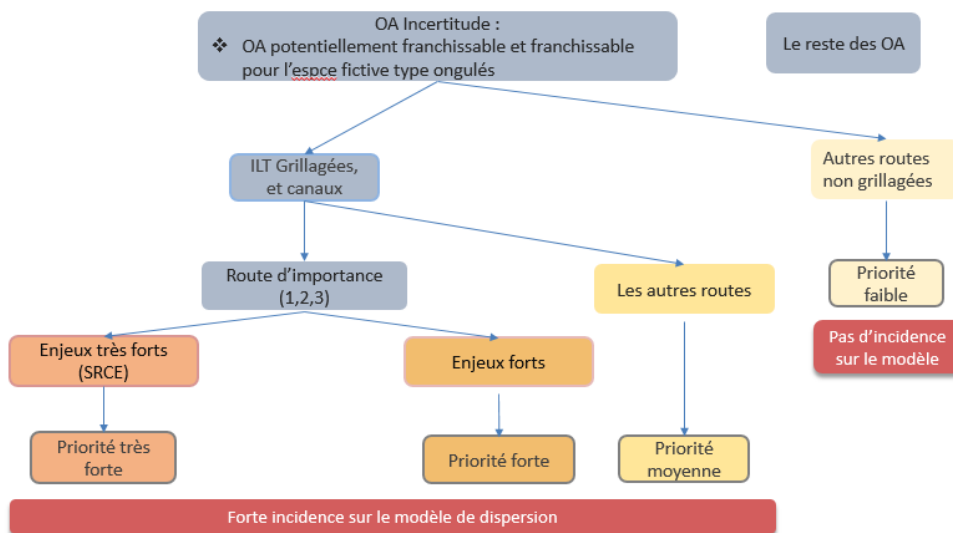 OA Incertitude :
❖ OA potentiellement franchissable et franchissable
pour l'espce fictive type ongulés
Le reste des OA
ILT Grillagées,
et canaux
Autres routes
non grillagées
Route d'importance
(1,2,3)
Les autres routes
Priorité
faible
Enjeux très forts
(SRCE)
Enjeux forts
Pas d'incidence
sur le modèle
Priorité très
forte
Priorité forte
Priorité
moyenne
Forte incidence sur le modèle de dispersion